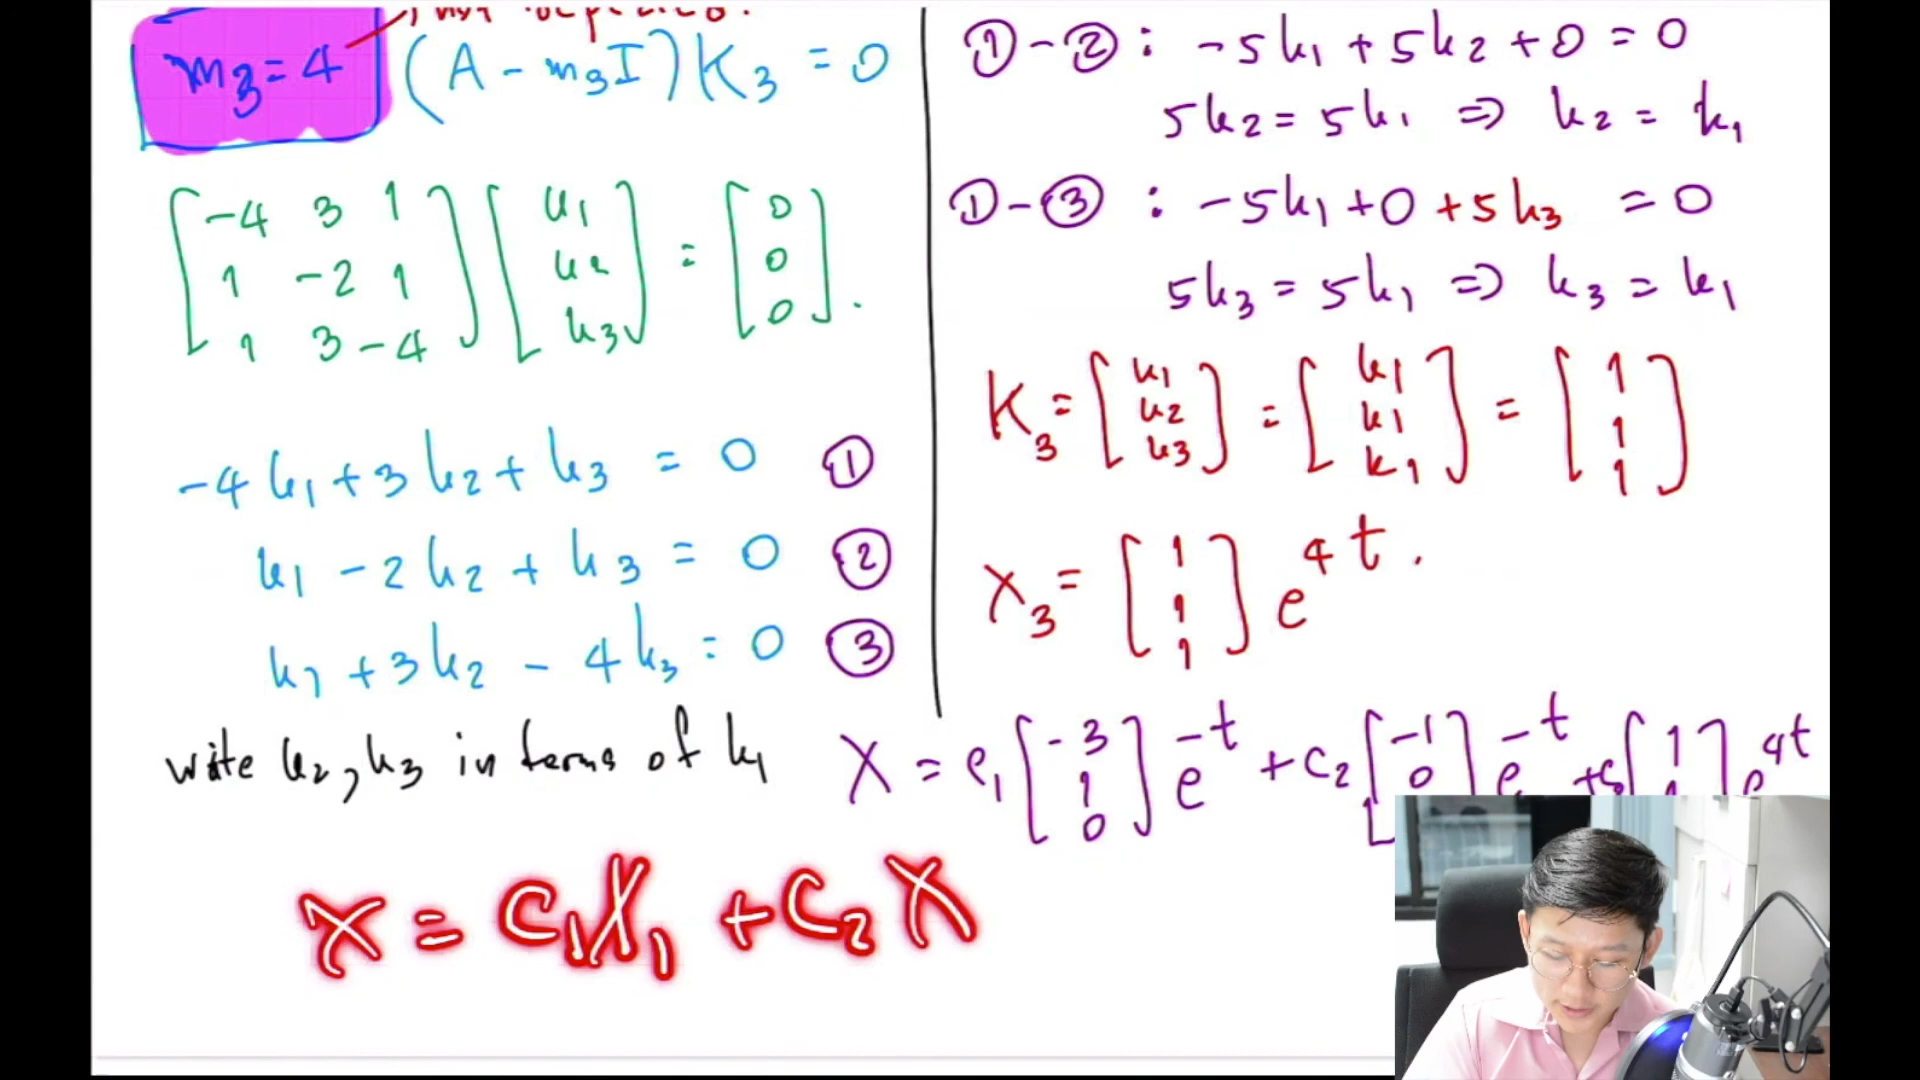 , not repeated.
m3=4 (A - m3I)K3 = 0
[-4 3 1] [k1] = [0]
[1 -2 1] [k2] [0]
[1 3 -4] [k3] [0].
-4k1+3k2+k3 = 0 ①
k1 - 2k2 + k3 = 0 ②
k1 + 3k2 - 4k3 = 0 ③
write k2, k3 in terms of k1
①-② : -5k1 + 5k2 + 0 = 0
5k2 = 5k1 => k2 = k1
①-③ : -5k1+0 +5k3 = 0
5k3 = 5k1 => k3 = k1
K3 = [k1] = [k1] = [1]
[k2] [k1] [1]
[k3] [k1] [1]
X3 = [1] e^4t.
[1]
[1]
X = c1 [-3] e^-t + c2 [-1] e^-t + c3 [1] e^4t
[1] [0]
[0]
X = C1X1 + C2X